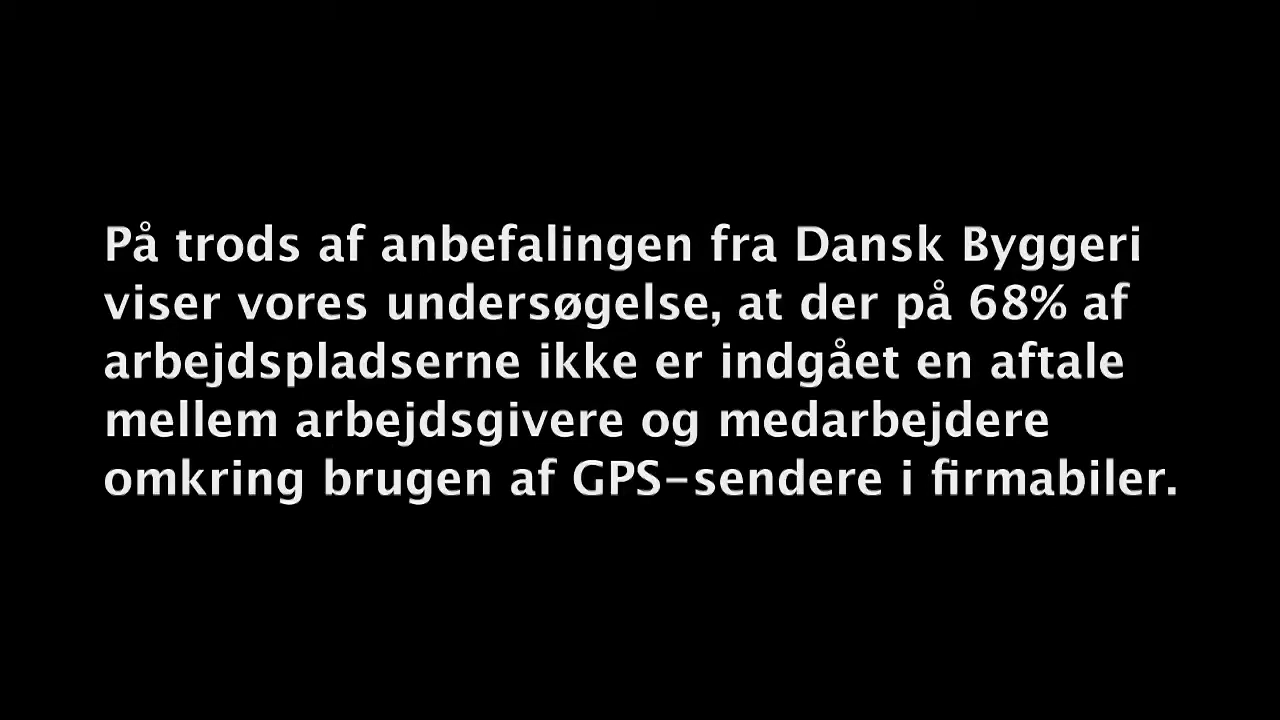 På trods af anbefalingen fra Dansk Byggeri
viser vores undersøgelse, at der på 68% af
arbejdspladserne ikke er indgået en aftale
mellem arbejdsgivere og medarbejdere
omkring brugen af GPS-sendere i firmabiler.